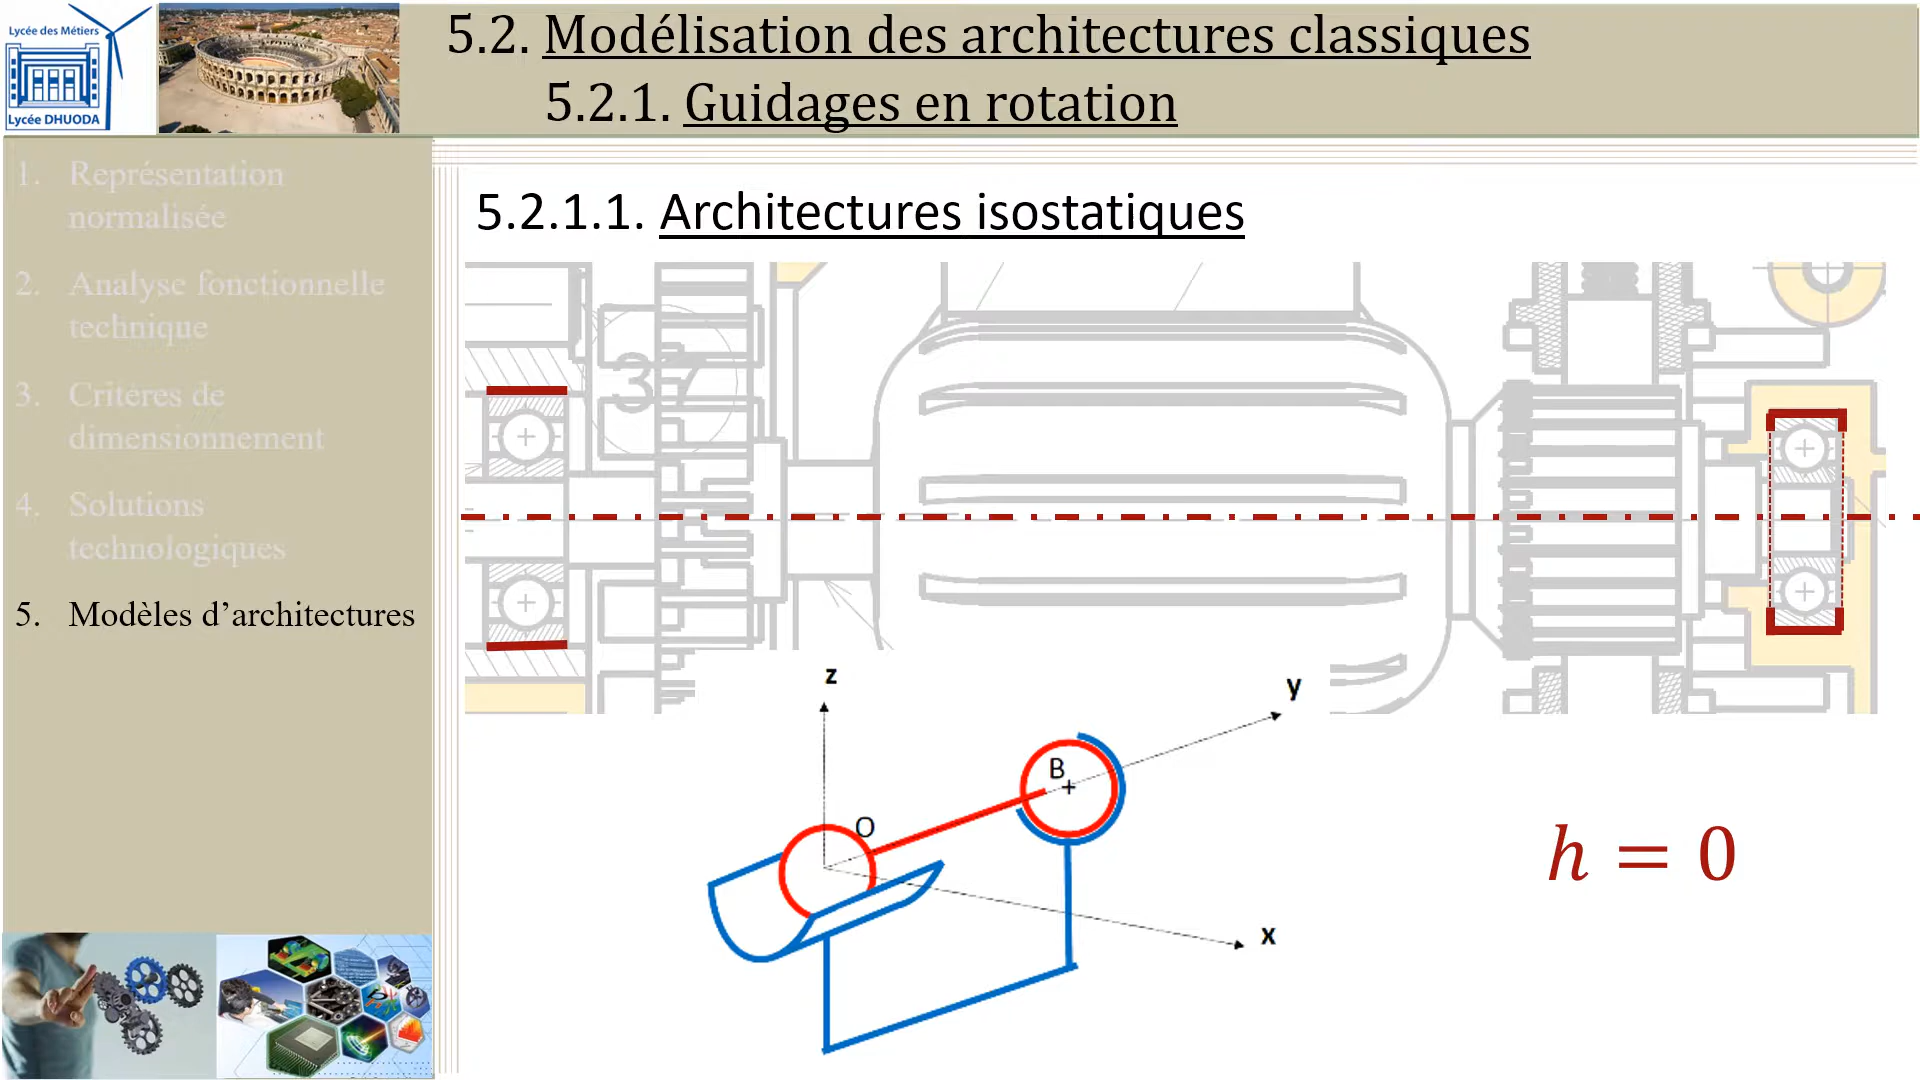 Lycée des Métiers
Lycée DHUODA
5.2. Modélisation des architectures classiques
5.2.1. Guidages en rotation
1. Représentation
normalisée
2. Analyse fonctionnelle
technique
3. Critères de
dimensionnement
4. Solutions
technologiques
5. Modèles d’architectures
5.2.1.1. Architectures isostatiques
37
z
y
B
O
x
h = 0